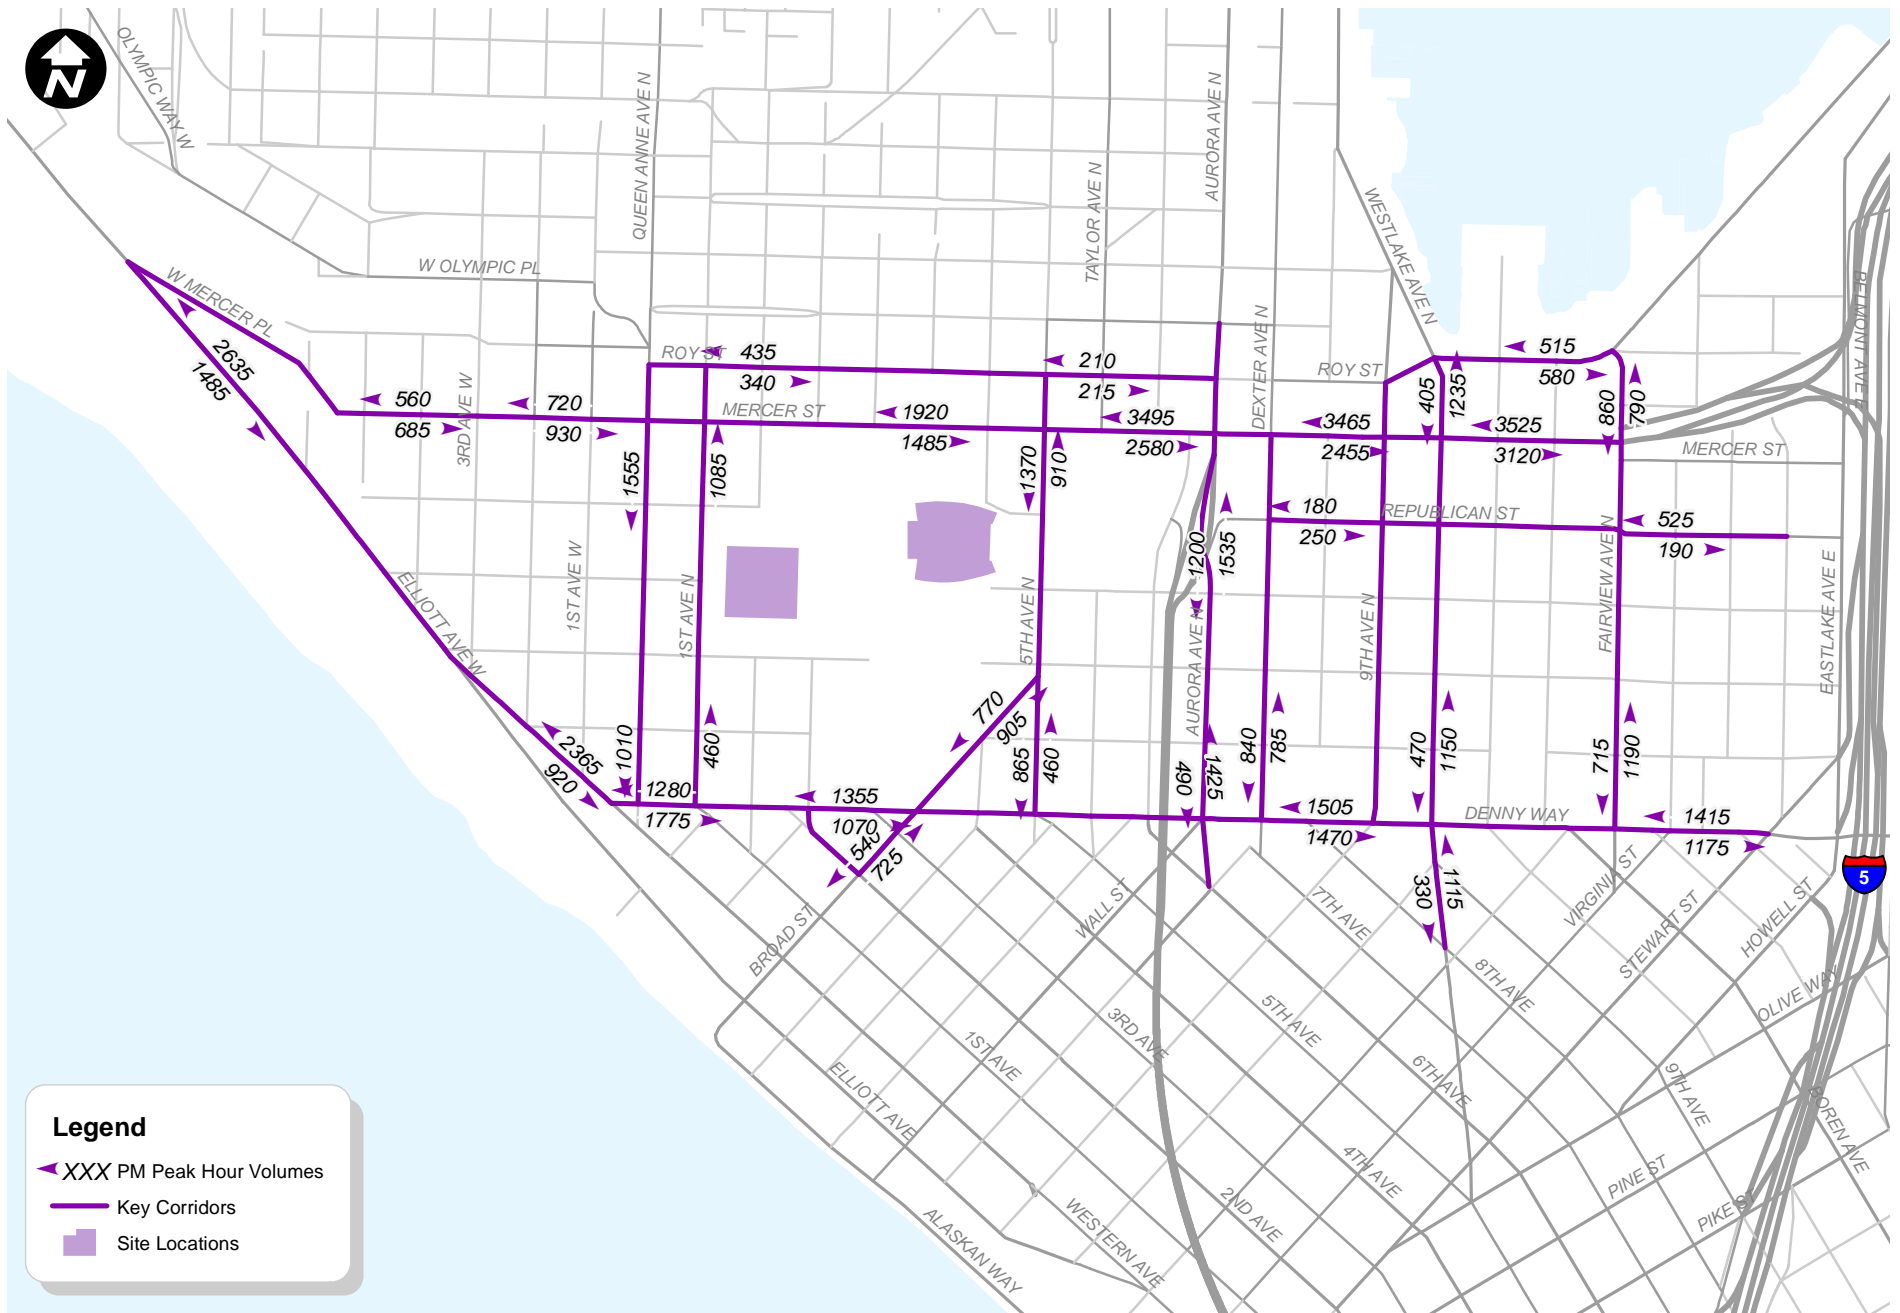 N
OLYMPIC WAY W
QUEEN ANNE AVE N
TAYLOR AVE N
AURORA AVE N
WESTLAKE AVE N
BELMONT AVE E
W OLYMPIC PL
W MERCER PL
3RD AVE W
DEXTER AVE N
ROY ST
435
340
210
215
ROY ST
515
580
405
1235
860
790
2635
1485
560
685
720
930
MERCER ST
1920
1485
3495
2580
3465
2455
3525
3120
MERCER ST
1555
1085
1370
910
180
250
REPUBLICAN ST
525
190
1200
1535
ELLIOTT AVE W
1ST AVE W
1ST AVE N
5TH AVE N
AURORA AVE N
9TH AVE N
FAIRVIEW AVE N
EASTLAKE AVE E
2365
920
1010
460
770
905
865
460
490
1425
840
785
470
1150
715
1190
1280
1775
1355
1070
540
725
1505
1470
DENNY WAY
1415
1175
330
1115
5
BROAD ST
WALL ST
7TH AVE
8TH AVE
VIRGINIA ST
STEWART ST
HOWELL ST
OLIVE WAY
1ST AVE
3RD AVE
5TH AVE
6TH AVE
9TH AVE
BOREN AVE
ELLIOTT AVE
ALASKAN WAY
WESTERN AVE
2ND AVE
4TH AVE
PINE ST
PIKE ST
Legend
XXX PM Peak Hour Volumes
Key Corridors
Site Locations